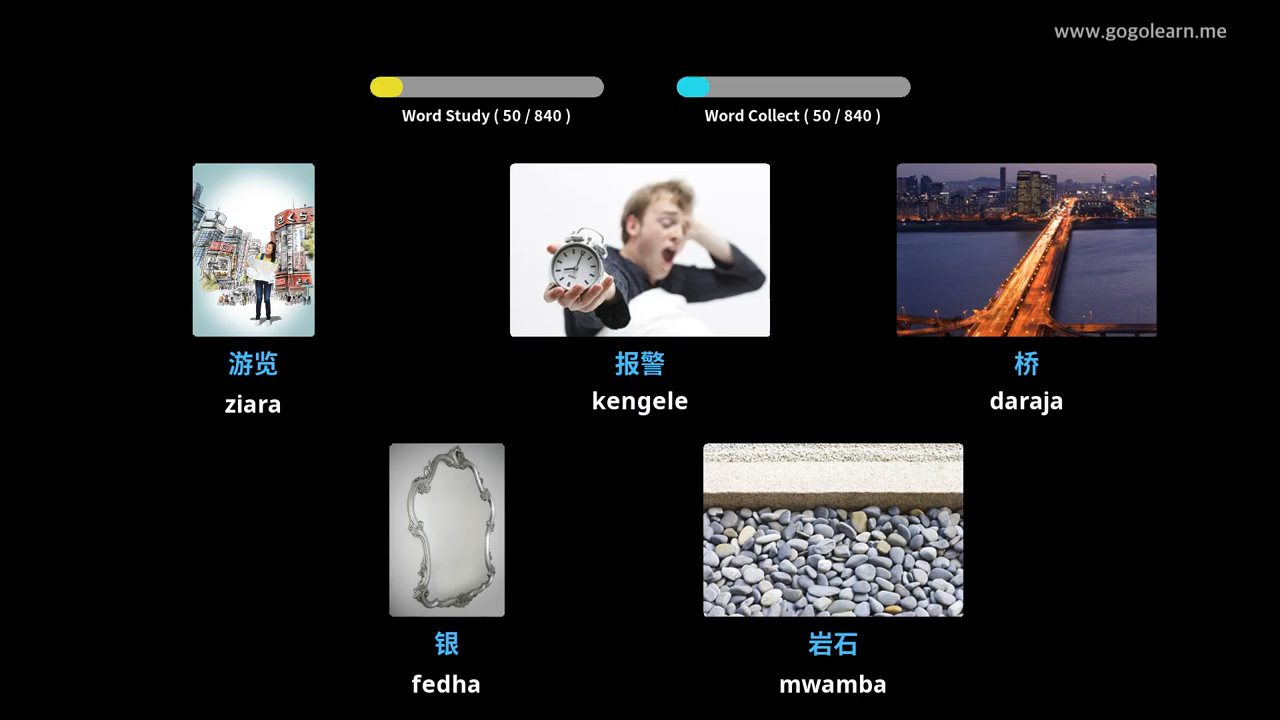 www.gogolearn.me
Word Study ( 50 / 840 )
Word Collect ( 50 / 840 )
游览
ziara
报警
kengele
桥
daraja
银
fedha
岩石
mwamba